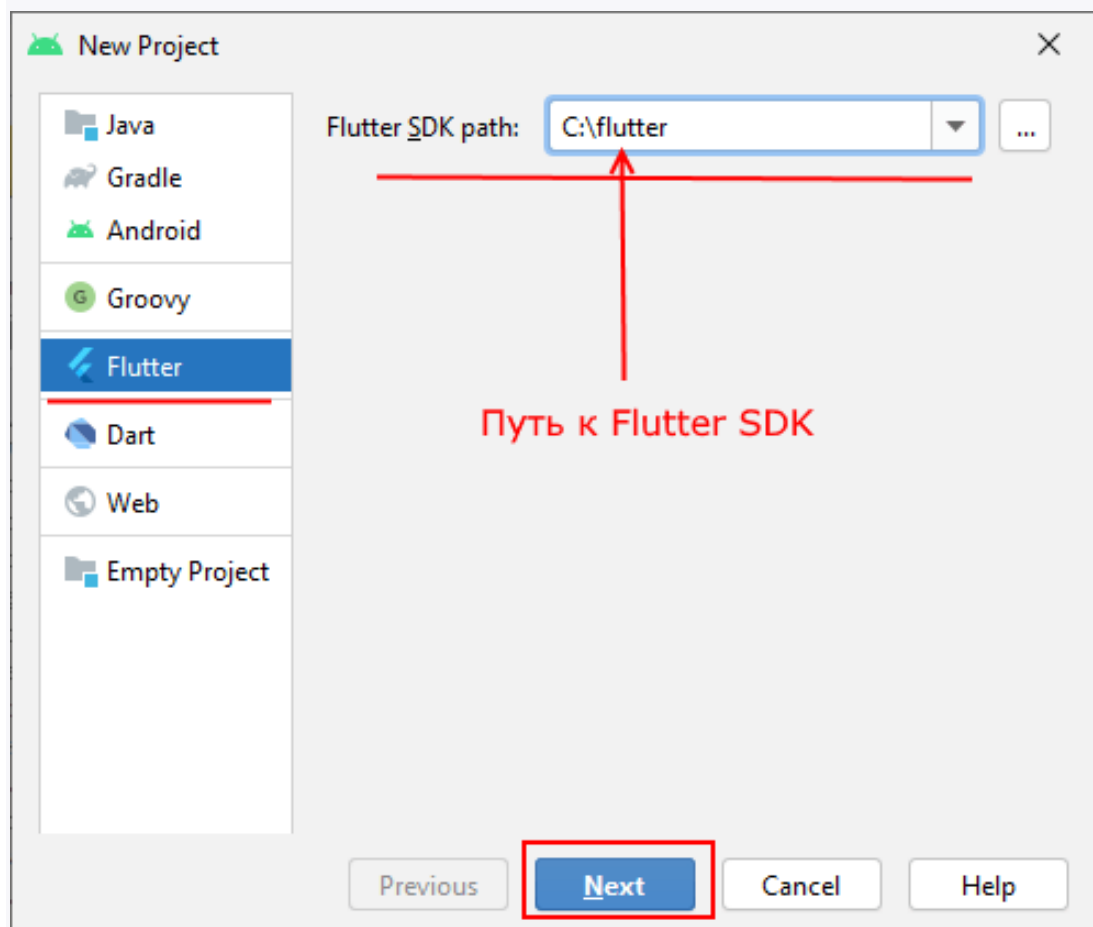 New Project
Java
Flutter SDK path: C:\flutter ...
Gradle
Android
G Groovy
Flutter
Путь к Flutter SDK
Dart
Web
Empty Project
Previous Next Cancel Help